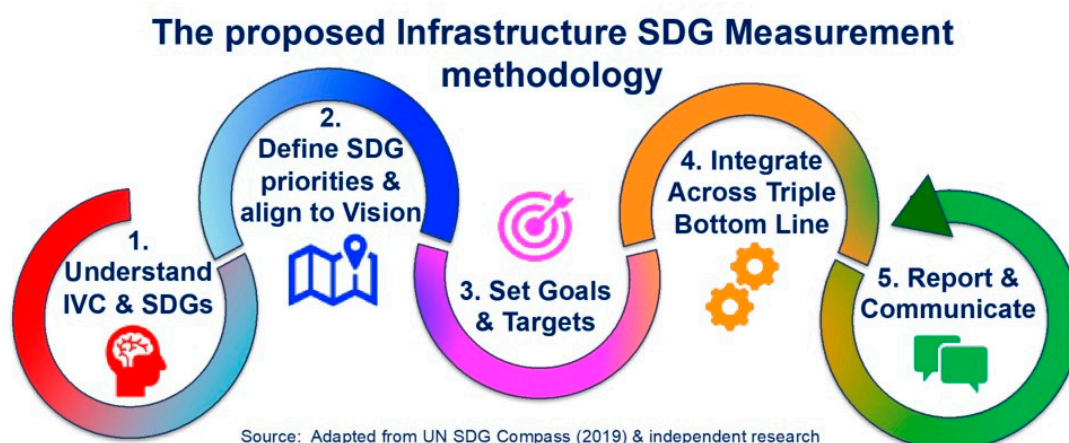 The proposed Infrastructure SDG Measurement
methodology
1.
Understand
IVC & SDGs
2.
Define SDG
priorities &
align to Vision
3. Set Goals
& Targets
4. Integrate
Across Triple
Bottom Line
5. Report &
Communicate
Source: Adapted from UN SDG Compass (2019) & independent research